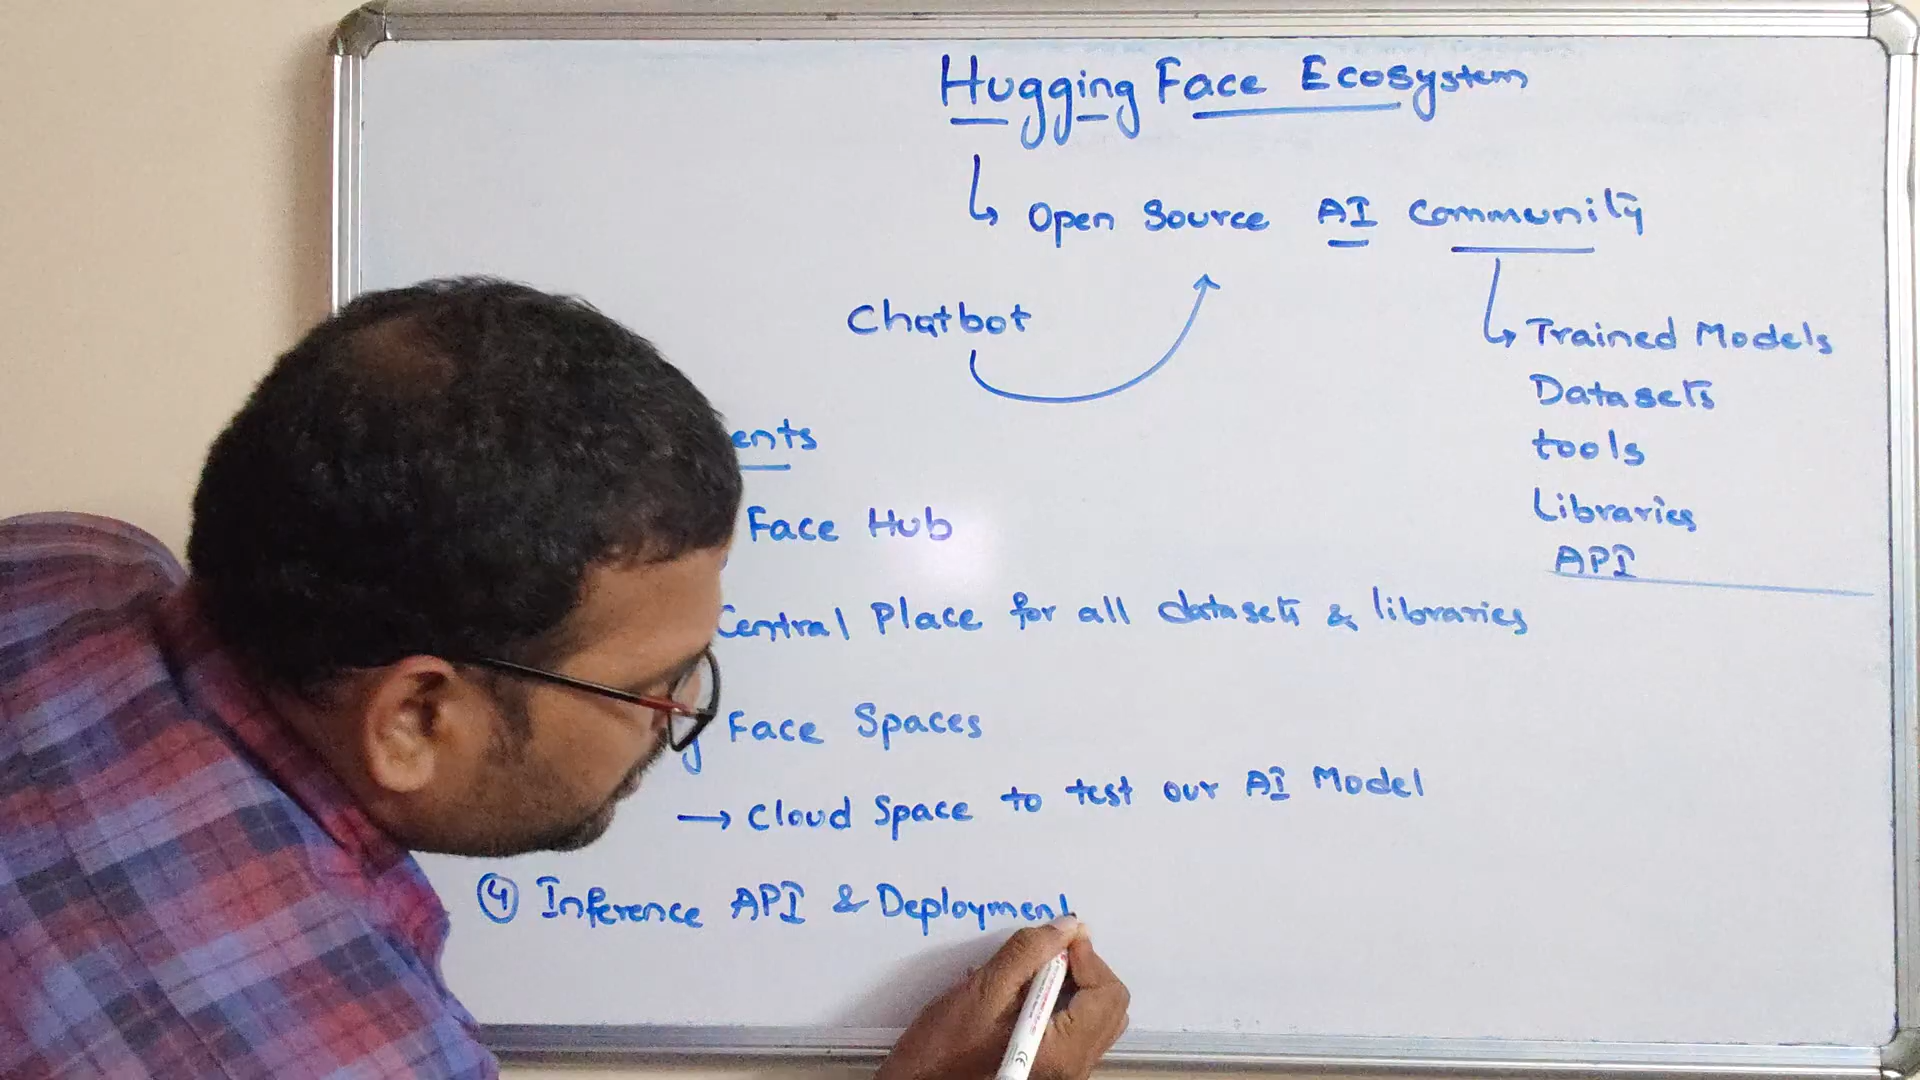 Hugging Face Ecosystem
Open Source AI Community
Chatbot
Trained Models
Datasets
tools
Libraries
API
ents
Face Hub
Central Place for all datasets & libraries
g Face Spaces
→ Cloud Space to test our AI Model
④ Inference API & Deployment